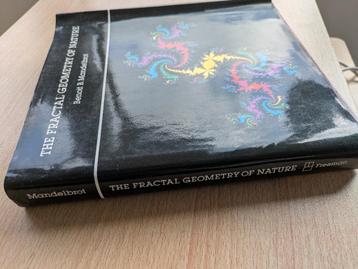 THE FRACTAL GEOMETRY OF NATURE
Benoit B. Mandelbrot
Mandelbrot THE FRACTAL GEOMETRY OF NATURE Freeman